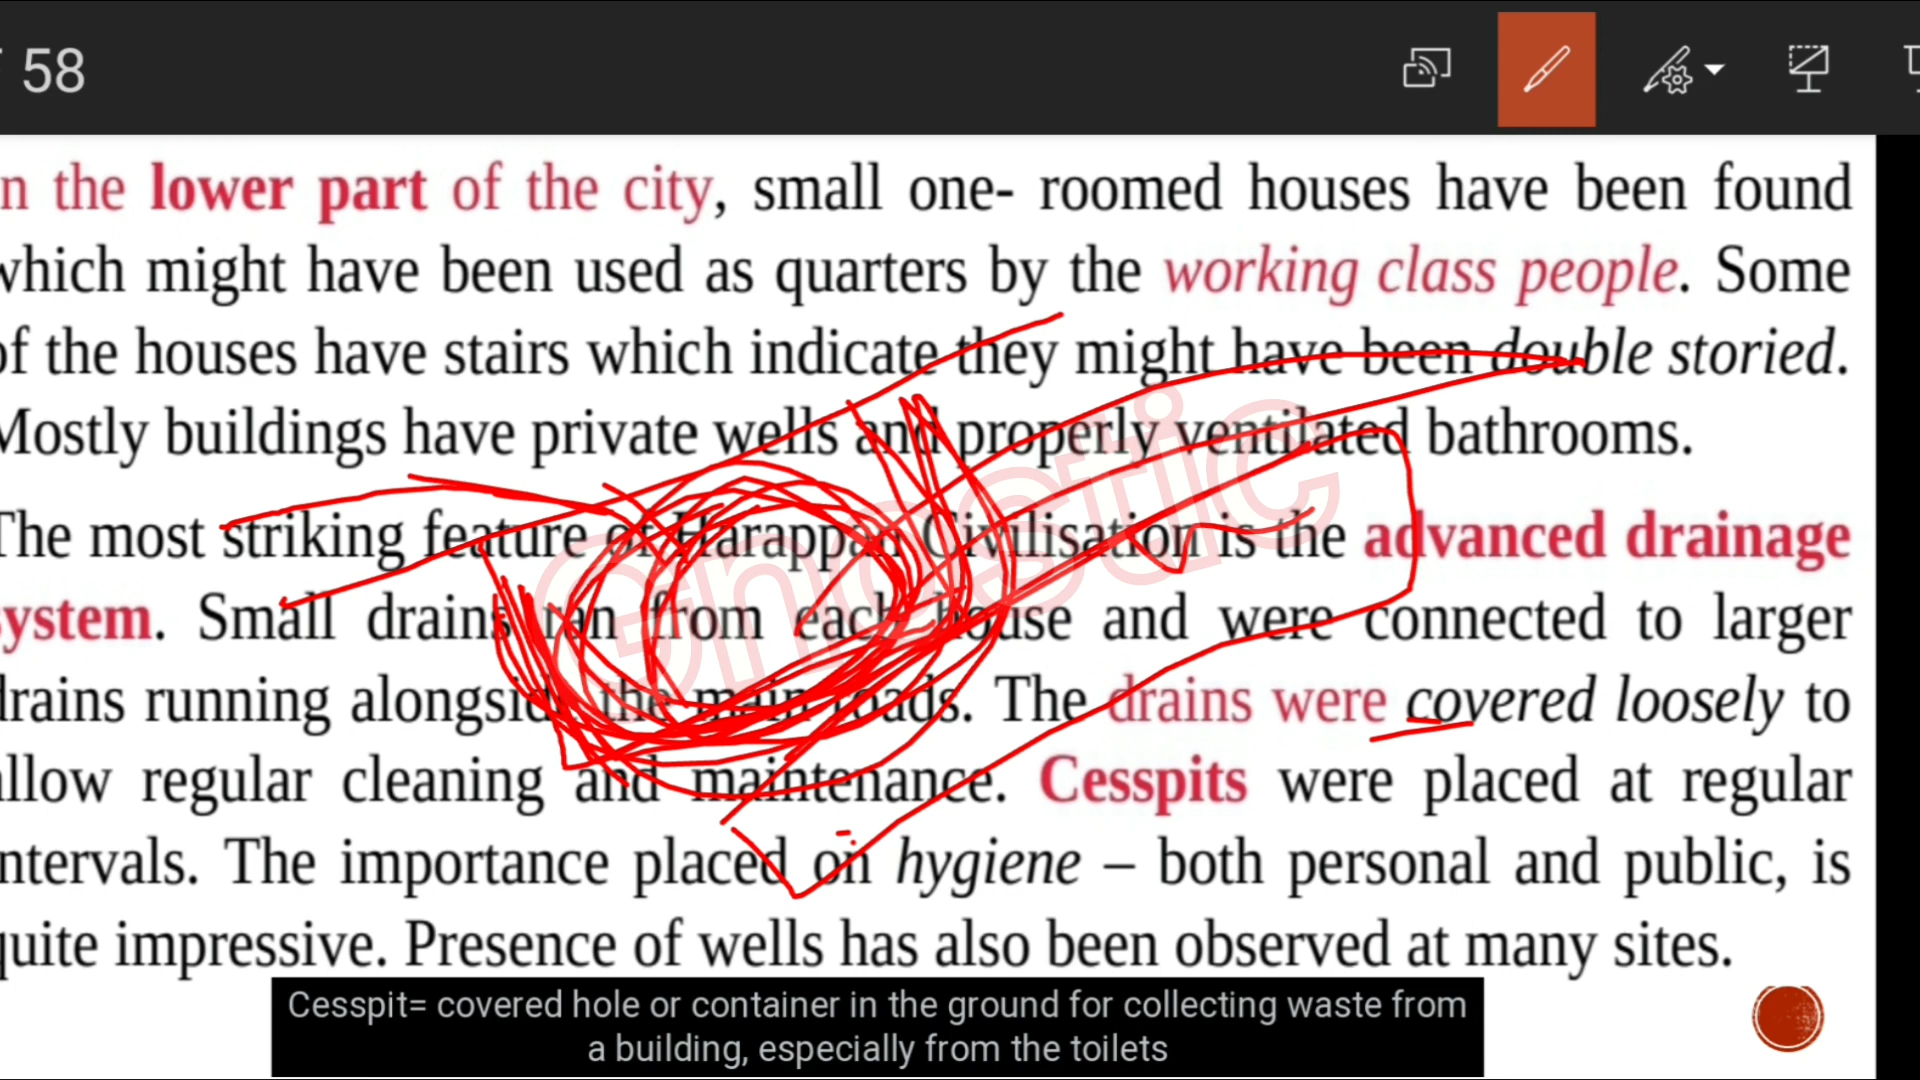 58
n the lower part of the city, small one- roomed houses have been found
which might have been used as quarters by the working class people. Some
of the houses have stairs which indicate they might have been double storied.
Mostly buildings have private wells and properly ventilated bathrooms.
The most striking feature of Harappan Civilisation is the advanced drainage
system. Small drains ran from each house and were connected to larger
drains running alongside the main roads. The drains were covered loosely to
allow regular cleaning and maintenance. Cesspits were placed at regular
intervals. The importance placed on hygiene – both personal and public, is
quite impressive. Presence of wells has also been observed at many sites.
Gnostic
Cesspit= covered hole or container in the ground for collecting waste from
a building, especially from the toilets